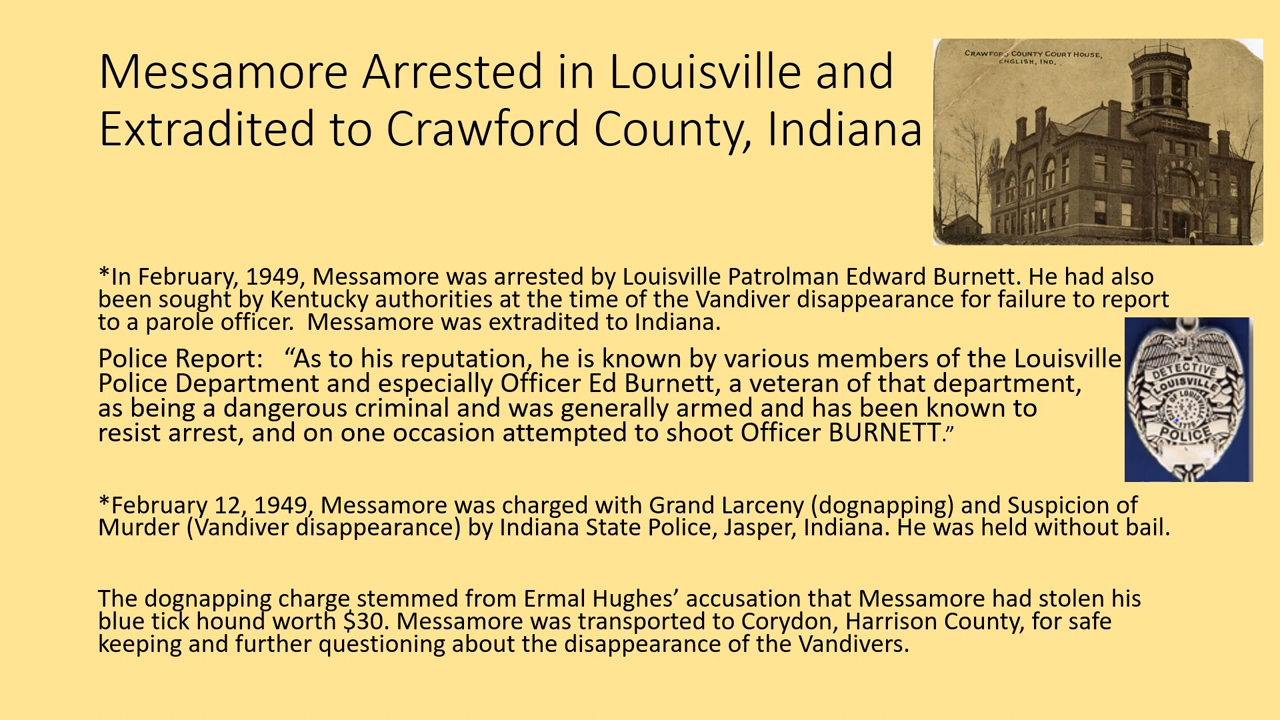 Messamore Arrested in Louisville and
Extradited to Crawford County, Indiana
CRAWFORD COUNTY COURT HOUSE,
ENGLISH, IND.
*In February, 1949, Messamore was arrested by Louisville Patrolman Edward Burnett. He had also
been sought by Kentucky authorities at the time of the Vandiver disappearance for failure to report
to a parole officer.  Messamore was extradited to Indiana.
Police Report:   “As to his reputation, he is known by various members of the Louisville
Police Department and especially Officer Ed Burnett, a veteran of that department,
as being a dangerous criminal and was generally armed and has been known to
resist arrest, and on one occasion attempted to shoot Officer BURNETT.”
DETECTIVE
LOUISVILLE
POLICE
*February 12, 1949, Messamore was charged with Grand Larceny (dognapping) and Suspicion of
Murder (Vandiver disappearance) by Indiana State Police, Jasper, Indiana. He was held without bail.
The dognapping charge stemmed from Ermal Hughes’ accusation that Messamore had stolen his
blue tick hound worth $30. Messamore was transported to Corydon, Harrison County, for safe
keeping and further questioning about the disappearance of the Vandivers.